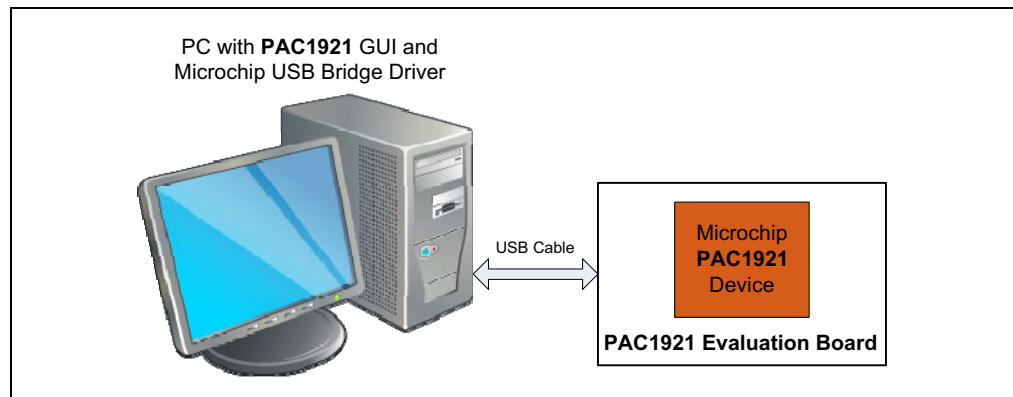 PC with PAC1921 GUI and
Microchip USB Bridge Driver
USB Cable
Microchip
PAC1921
Device
PAC1921 Evaluation Board